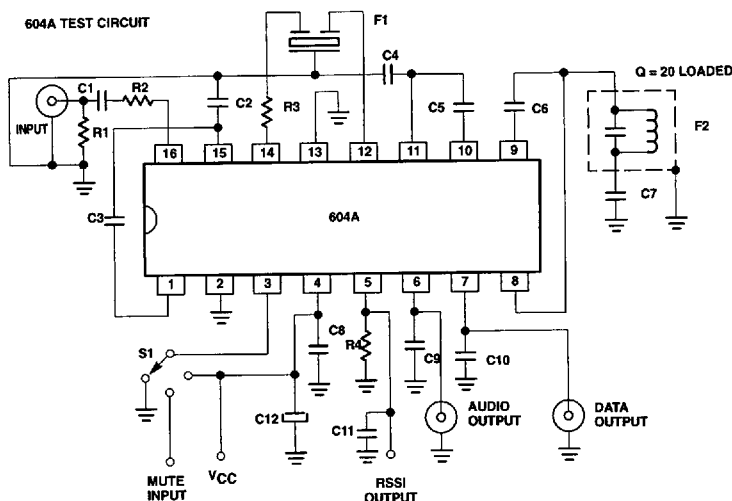 604A TEST CIRCUIT
F1
C4
Q = 20 LOADED
C1
R2
C2
R3
C5
C6
F2
INPUT
R1
16
15
14
13
12
11
10
9
C7
C3
604A
1
2
3
4
5
6
7
8
S1
C8
R4
C9
C10
C12
C11
AUDIO
OUTPUT
DATA
OUTPUT
MUTE
INPUT
VCC
RSSI
OUTPUT